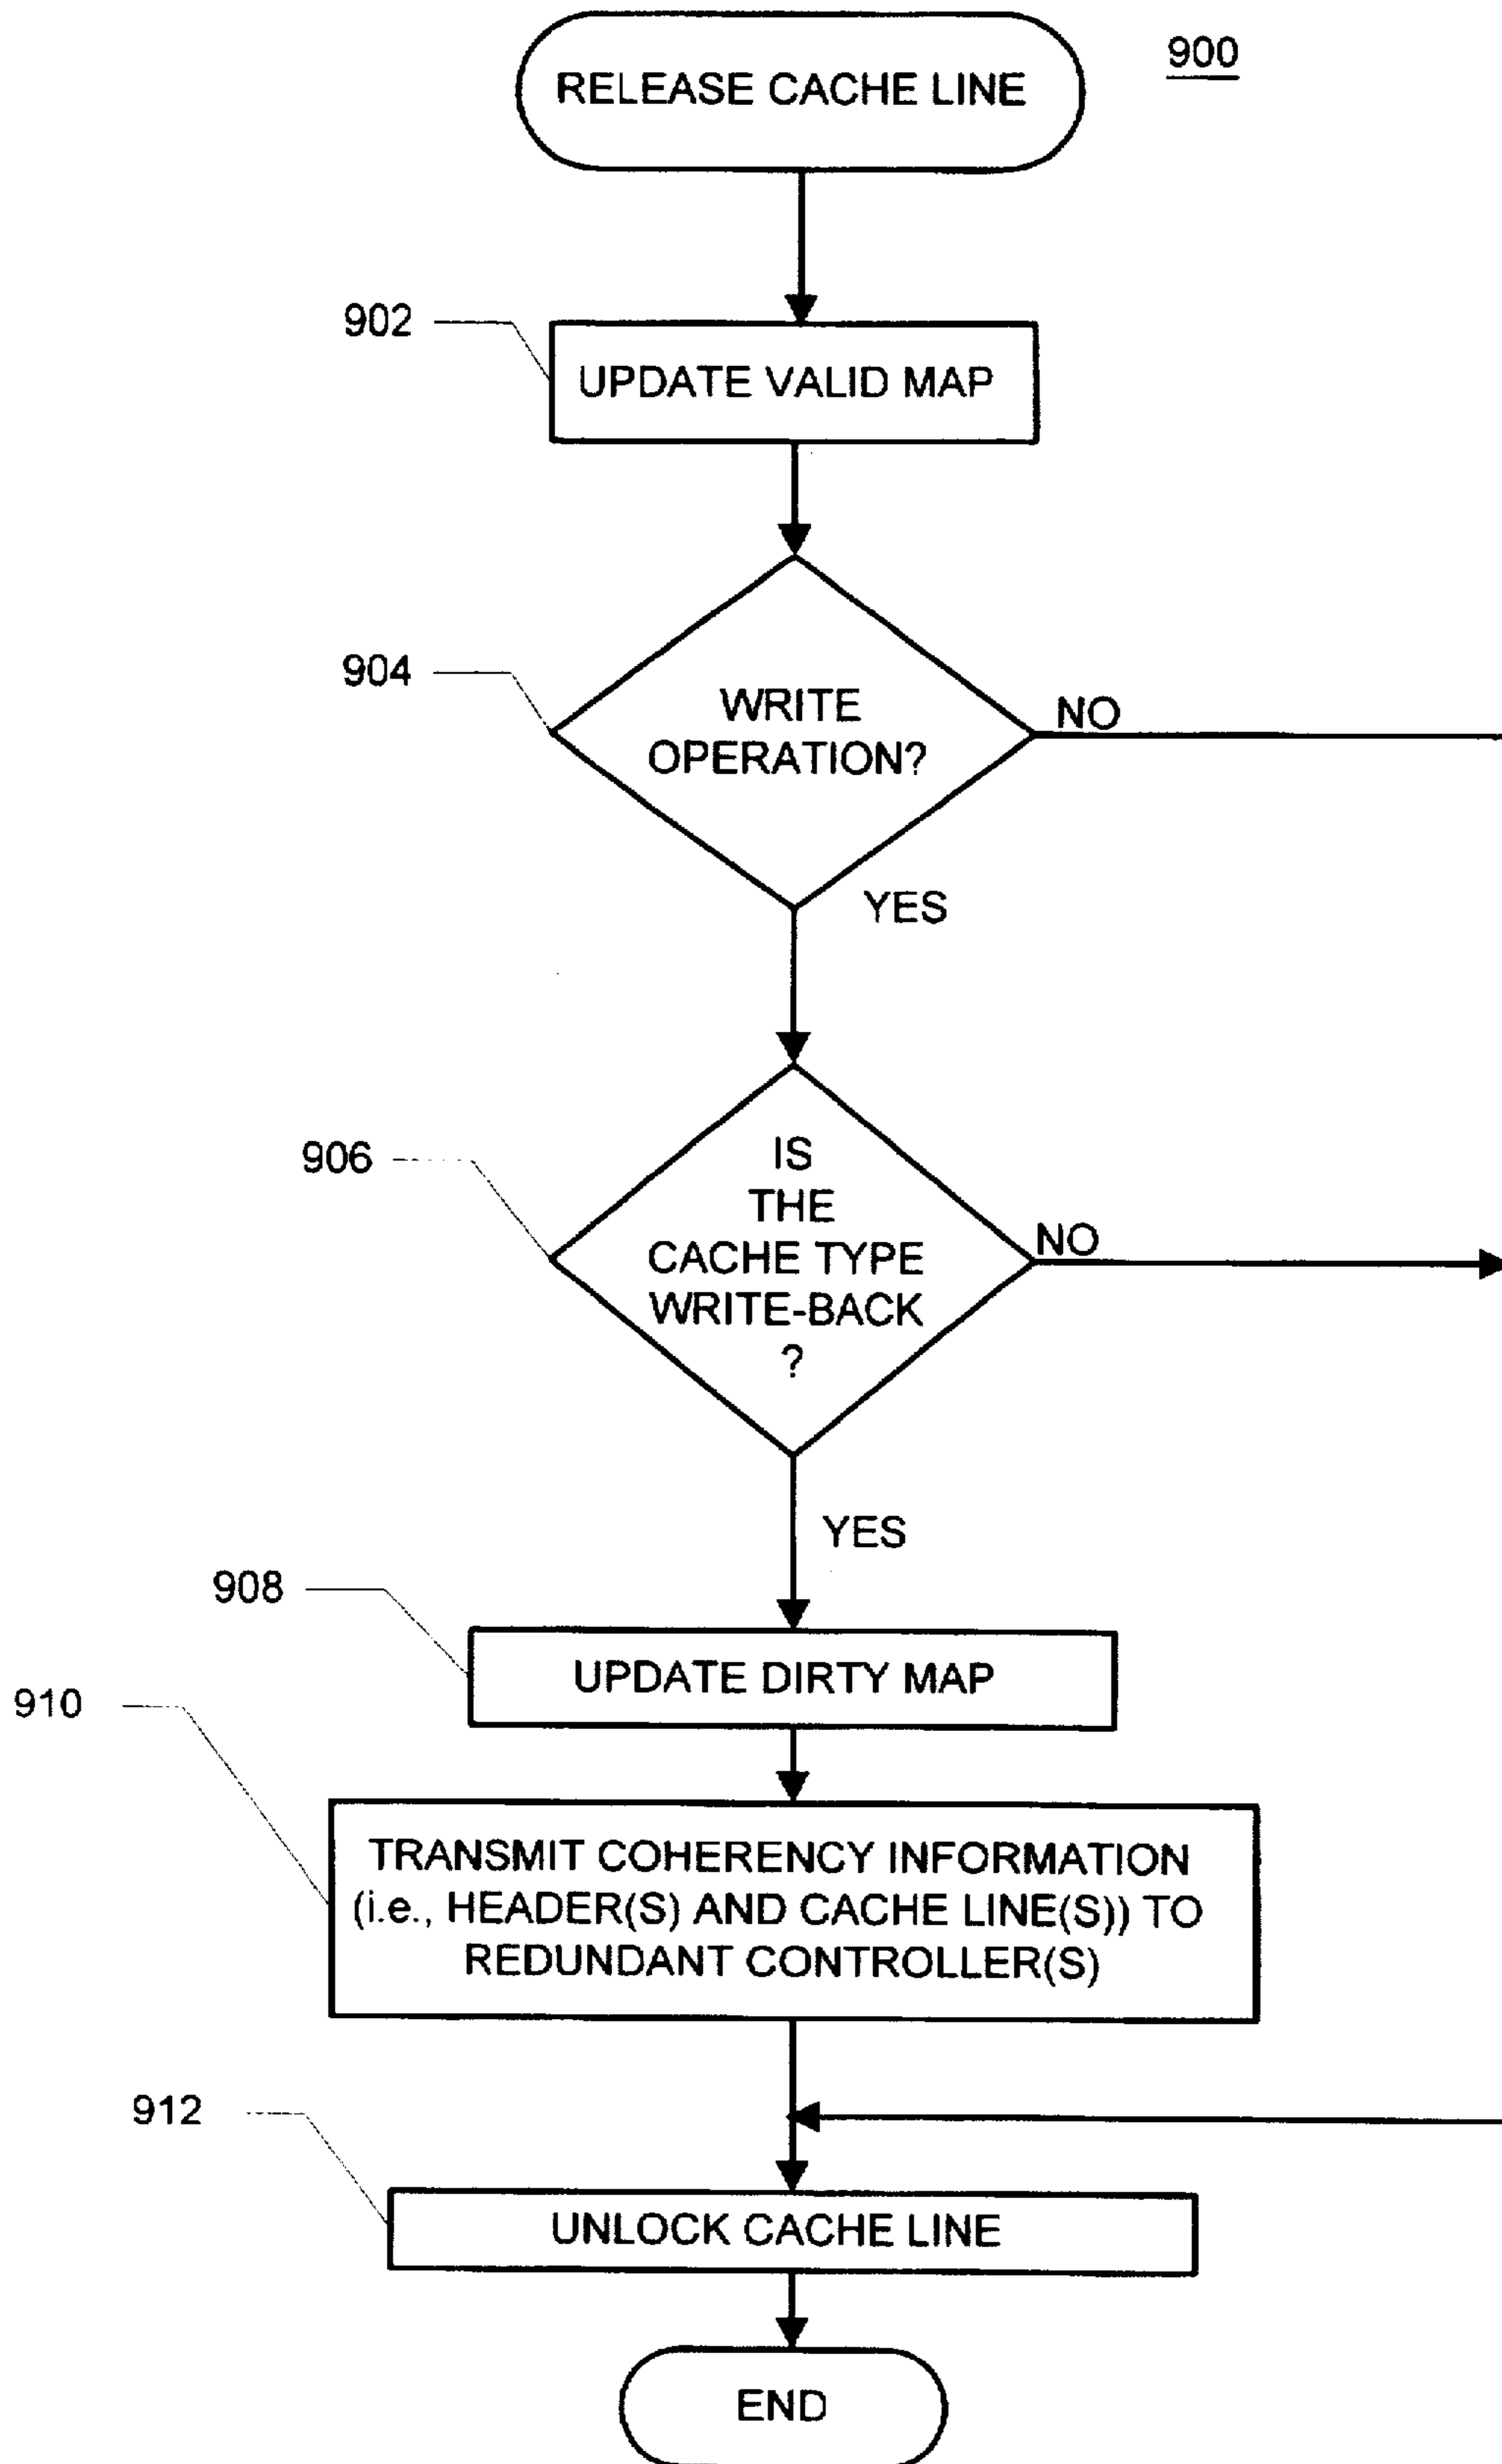 900
RELEASE CACHE LINE
902
UPDATE VALID MAP
904
WRITE
OPERATION?
NO
YES
906
IS
THE
CACHE TYPE
WRITE-BACK
?
NO
YES
908
UPDATE DIRTY MAP
910
TRANSMIT COHERENCY INFORMATION
(i.e., HEADER(S) AND CACHE LINE(S)) TO
REDUNDANT CONTROLLER(S)
912
UNLOCK CACHE LINE
END